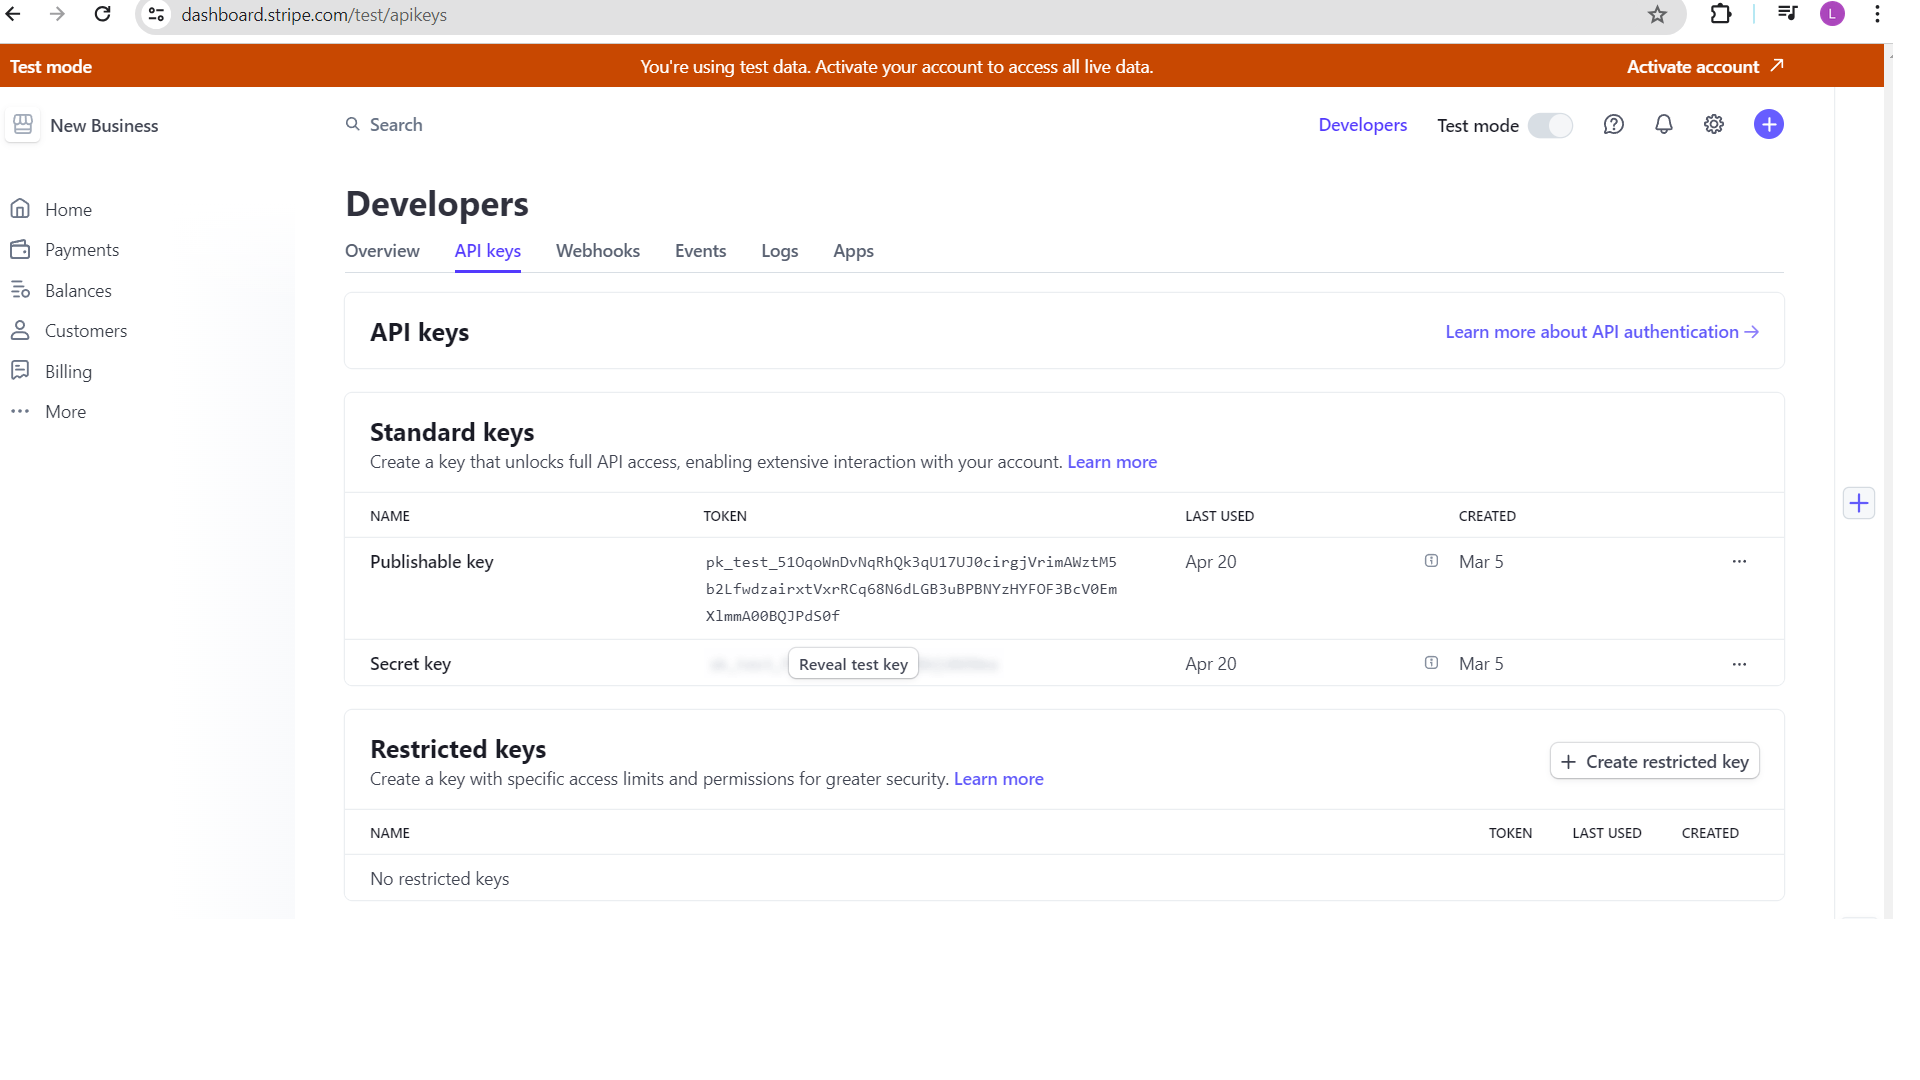 dashboard.stripe.com/test/apikeys
L
Test mode
You're using test data. Activate your account to access all live data.
Activate account
New Business
Search
Developers
Test mode
Home
Payments
Balances
Customers
Billing
More
Developers
Overview API keys Webhooks Events Logs Apps
API keys
Learn more about API authentication
Standard keys
Create a key that unlocks full API access, enabling extensive interaction with your account. Learn more
NAME TOKEN LAST USED CREATED
Publishable key pk_test_51OqoWnDvNqRhQk3qU17UJ0cirgjVrimAWztM5 Apr 20 Mar 5
b2LfwdzairxtVxrRCq68N6dLGB3uBPBNYzHYFOF3BcV0Em
XlmmA00BQJPdS0f
Secret key Reveal test key Apr 20 Mar 5
Restricted keys
Create a key with specific access limits and permissions for greater security. Learn more
Create restricted key
NAME TOKEN LAST USED CREATED
No restricted keys